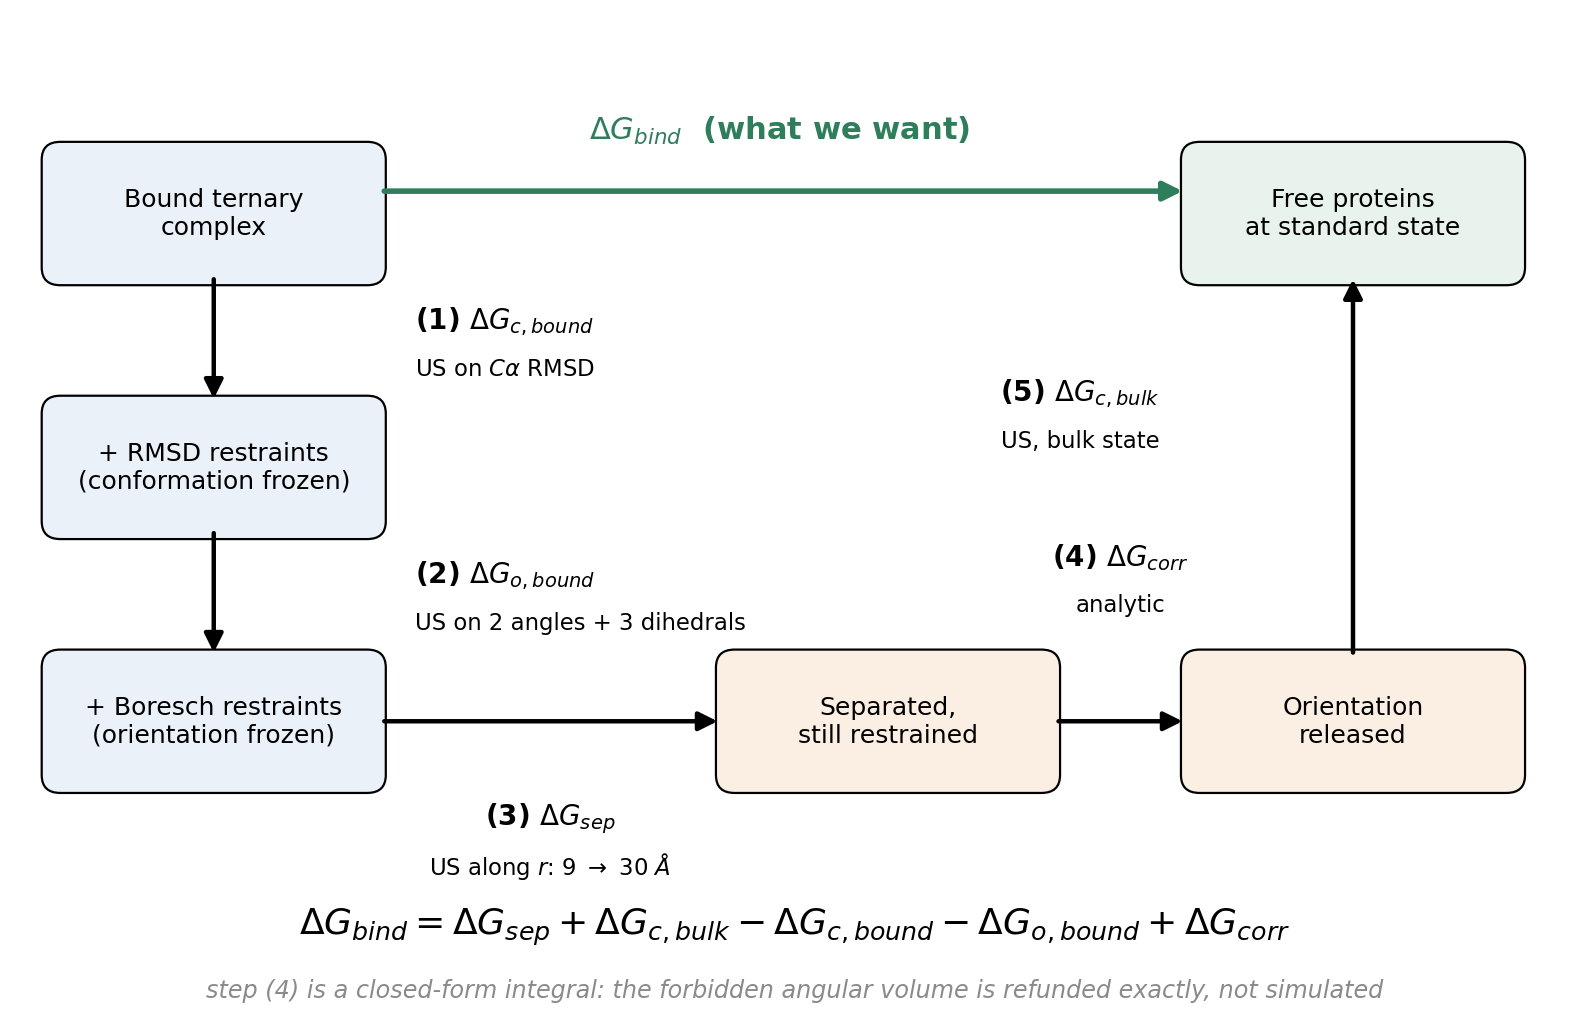 ΔG_bind (what we want)
Bound ternary
complex
Free proteins
at standard state
(1) ΔG_c,bound
US on Cα RMSD
(5) ΔG_c,bulk
US, bulk state
+ RMSD restraints
(conformation frozen)
(2) ΔG_o,bound
US on 2 angles + 3 dihedrals
(4) ΔG_corr
analytic
+ Boresch restraints
(orientation frozen)
Separated,
still restrained
Orientation
released
(3) ΔG_sep
US along r: 9 → 30 Å
ΔG_bind = ΔG_sep + ΔG_c,bulk − ΔG_c,bound − ΔG_o,bound + ΔG_corr
step (4) is a closed-form integral: the forbidden angular volume is refunded exactly, not simulated